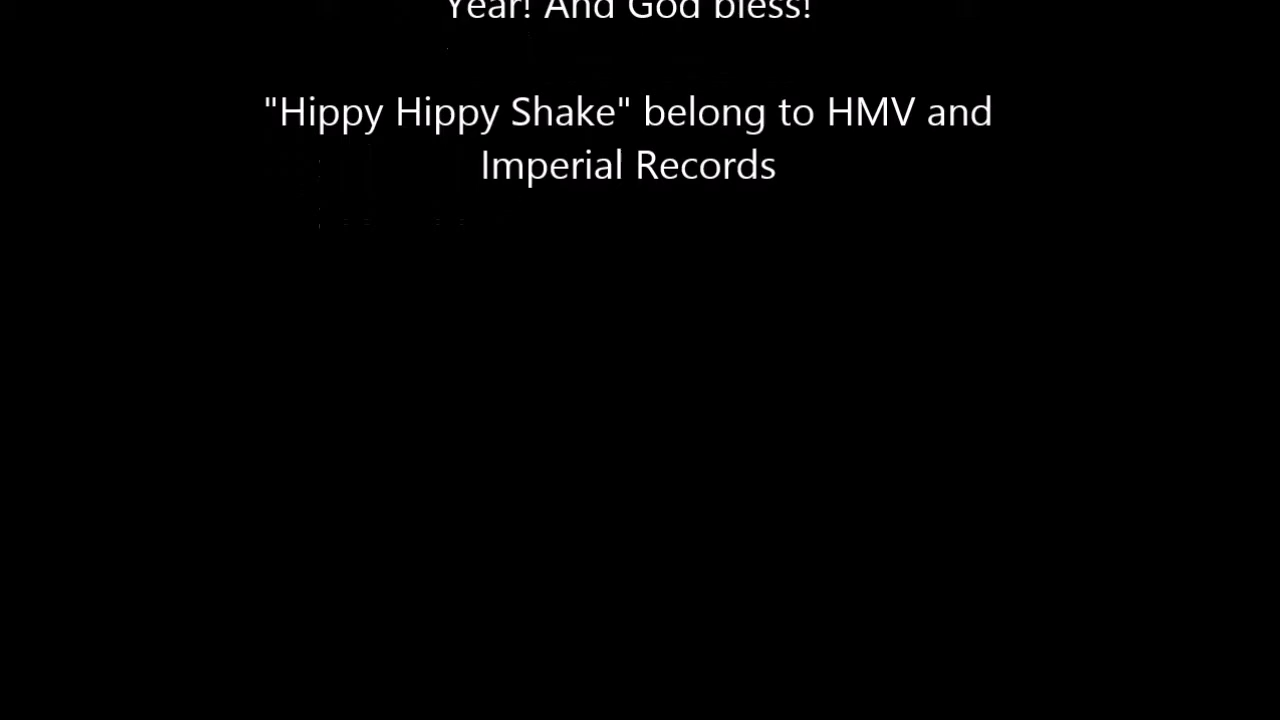 Year! And God bless!
"Hippy Hippy Shake" belong to HMV and
Imperial Records